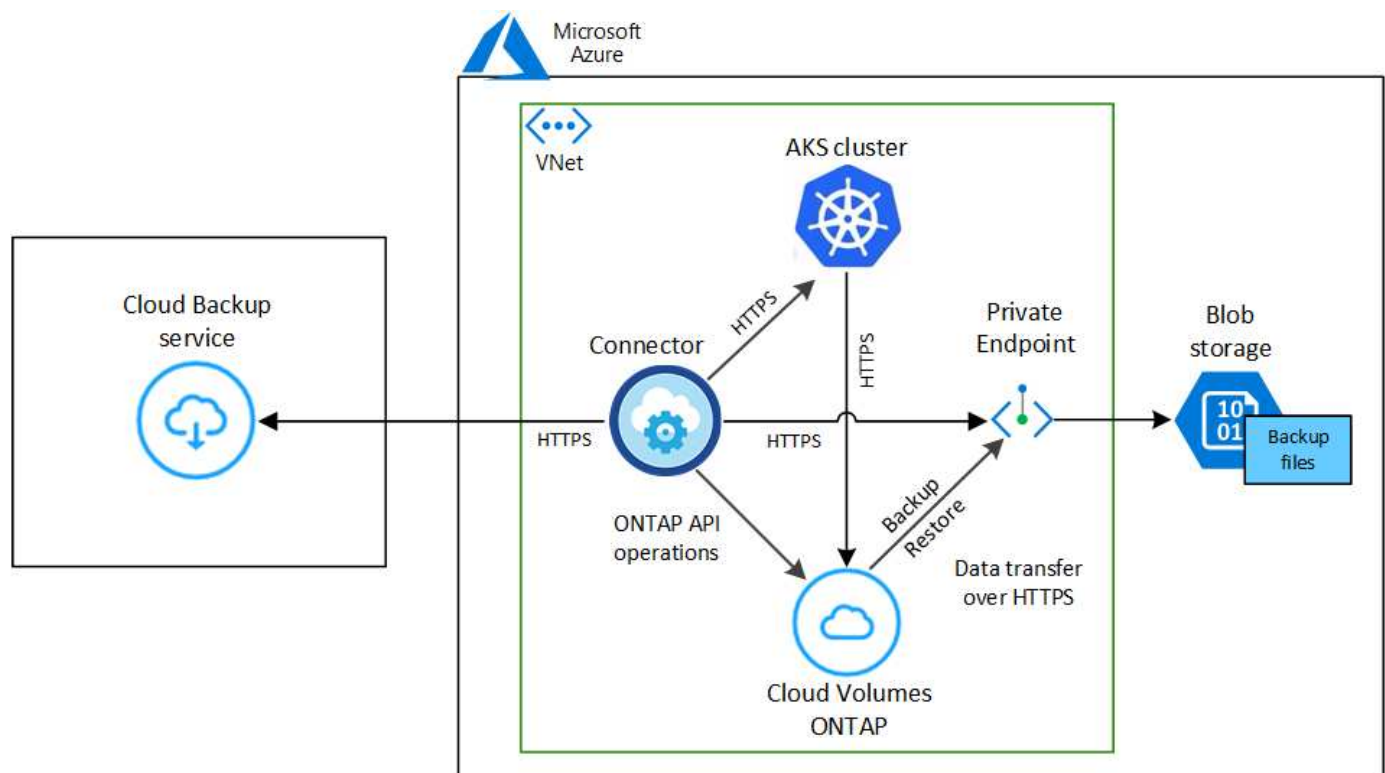 Microsoft
Azure
VNet
AKS cluster
Cloud Backup
service
Connector
HTTPS
HTTPS
Private
Endpoint
Blob
storage
10
01
Backup
files
HTTPS
HTTPS
ONTAP API
operations
Backup
Restore
Data transfer
over HTTPS
Cloud Volumes
ONTAP